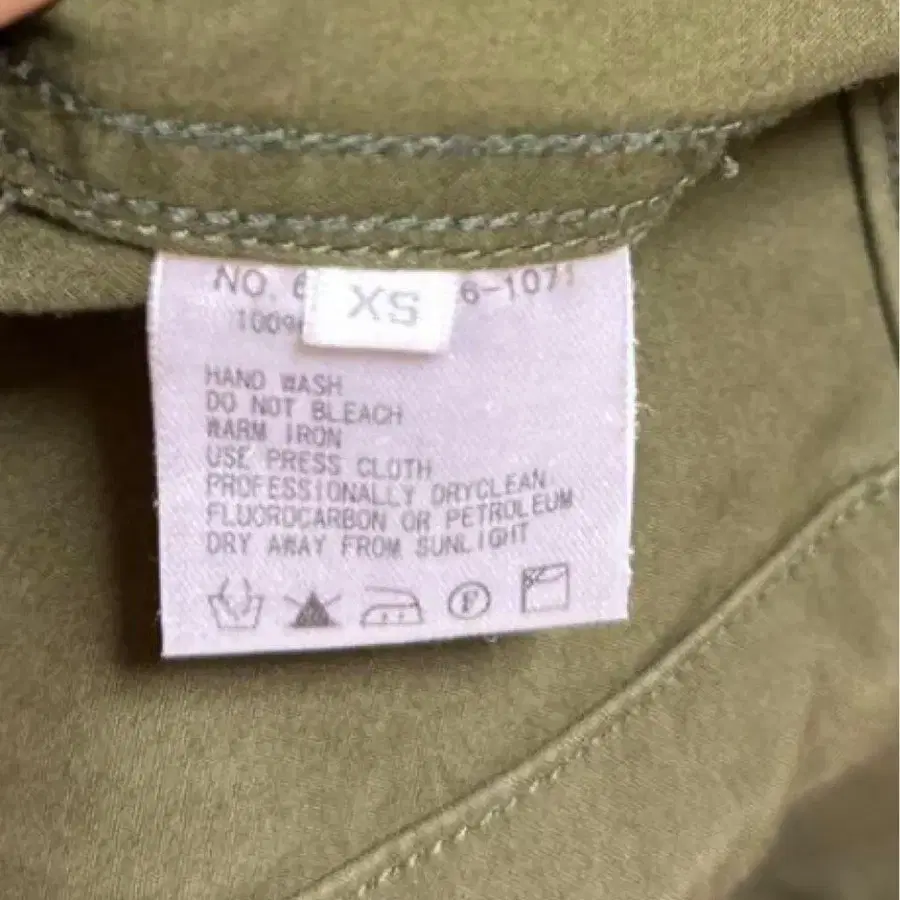 NO. 6
6-1071
XS
100%
HAND WASH
DO NOT BLEACH
WARM IRON
USE PRESS CLOTH
PROFESSIONALLY DRYCLEAN
FLUOROCARBON OR PETROLEUM
DRY AWAY FROM SUNLIGHT
F